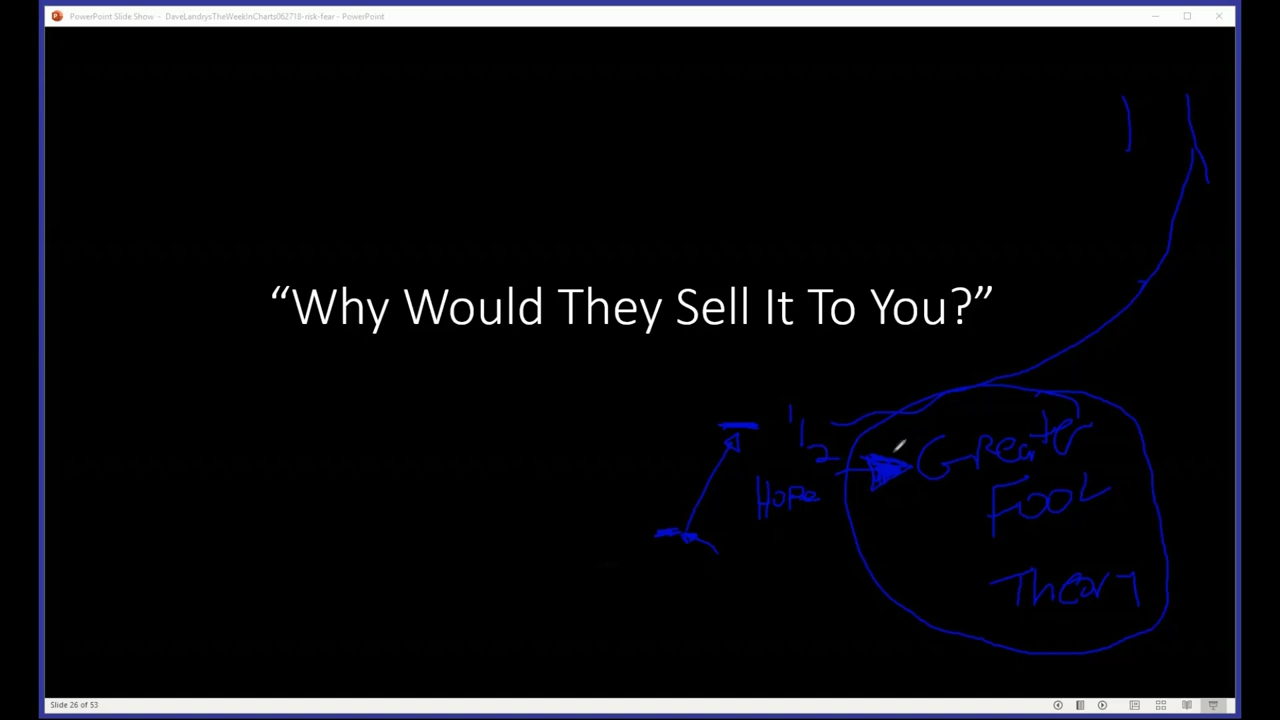 PowerPoint Slide Show - DaveLandrysTheWeekInCharts062718-risk-fear - PowerPoint
“Why Would They Sell It To You?”
1/2
Greater
Hope
Fool
Theory
Slide 26 of 53